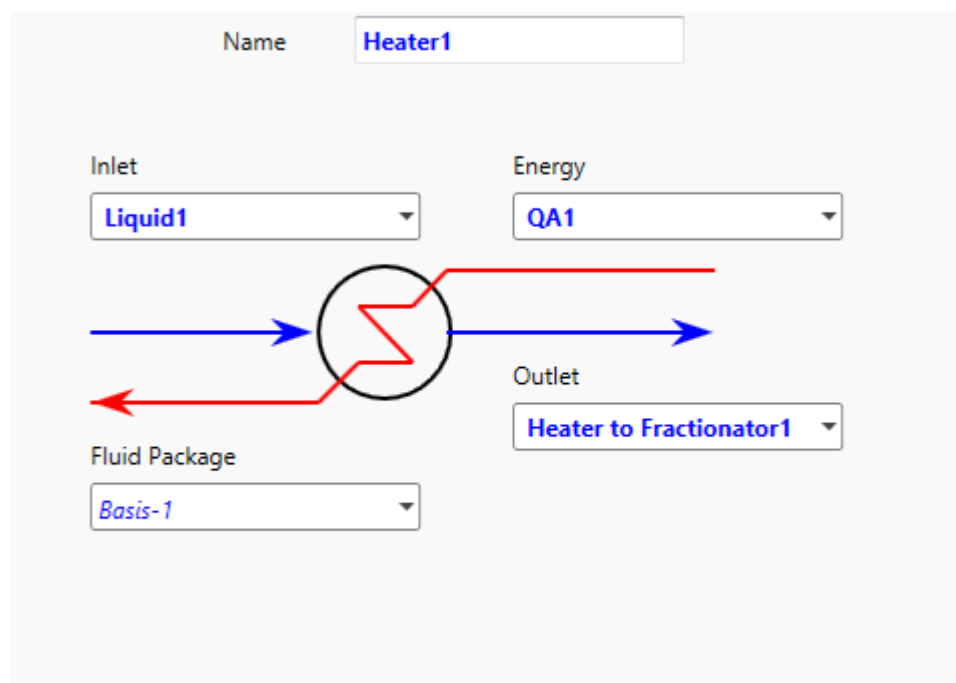 Name Heater1
Inlet Energy
Liquid1 QA1
Outlet
Heater to Fractionator1
Fluid Package
Basis-1